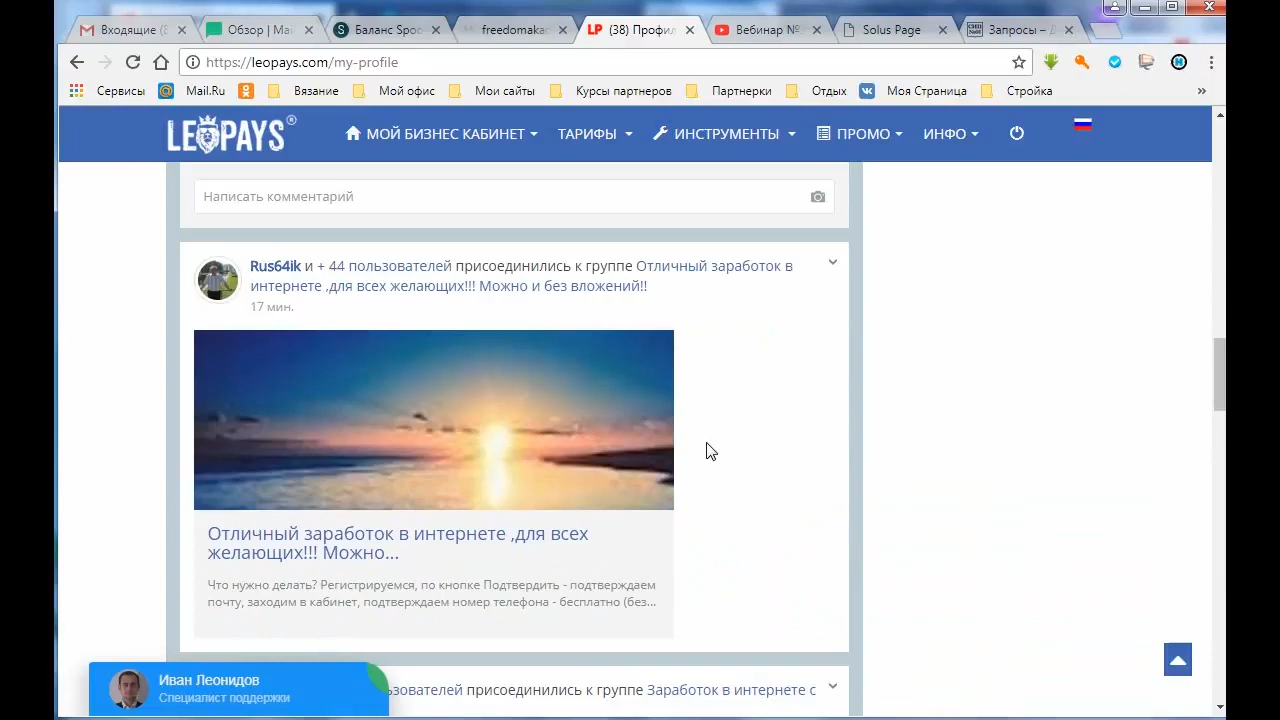 Входящие (
Обзор | Mai
Баланс Spo
freedomakac
LP (38) Профил
Вебинар №
Solus Page
Запросы – Д
https://leopays.com/my-profile
Сервисы
Mail.Ru
Вязание
Мой офис
Мои сайты
Курсы партнеров
Партнерки
Отдых
Моя Страница
Стройка
»
LEOPAYS®
МОЙ БИЗНЕС КАБИНЕТ
ТАРИФЫ
ИНСТРУМЕНТЫ
ПРОМО
ИНФО
Написать комментарий
Rus64ik и + 44 пользователей присоединились к группе Отличный заработок в
интернете ,для всех желающих!!! Можно и без вложений!!
17 мин.
Отличный заработок в интернете ,для всех
желающих!!! Можно...
Что нужно делать? Регистрируемся, по кнопке Подтвердить - подтверждаем
почту, заходим в кабинет, подтверждаем номер телефона - бесплатно (без...
Иван Леонидов
Специалист поддержки
ьзователей присоединились к группе Заработок в интернете с